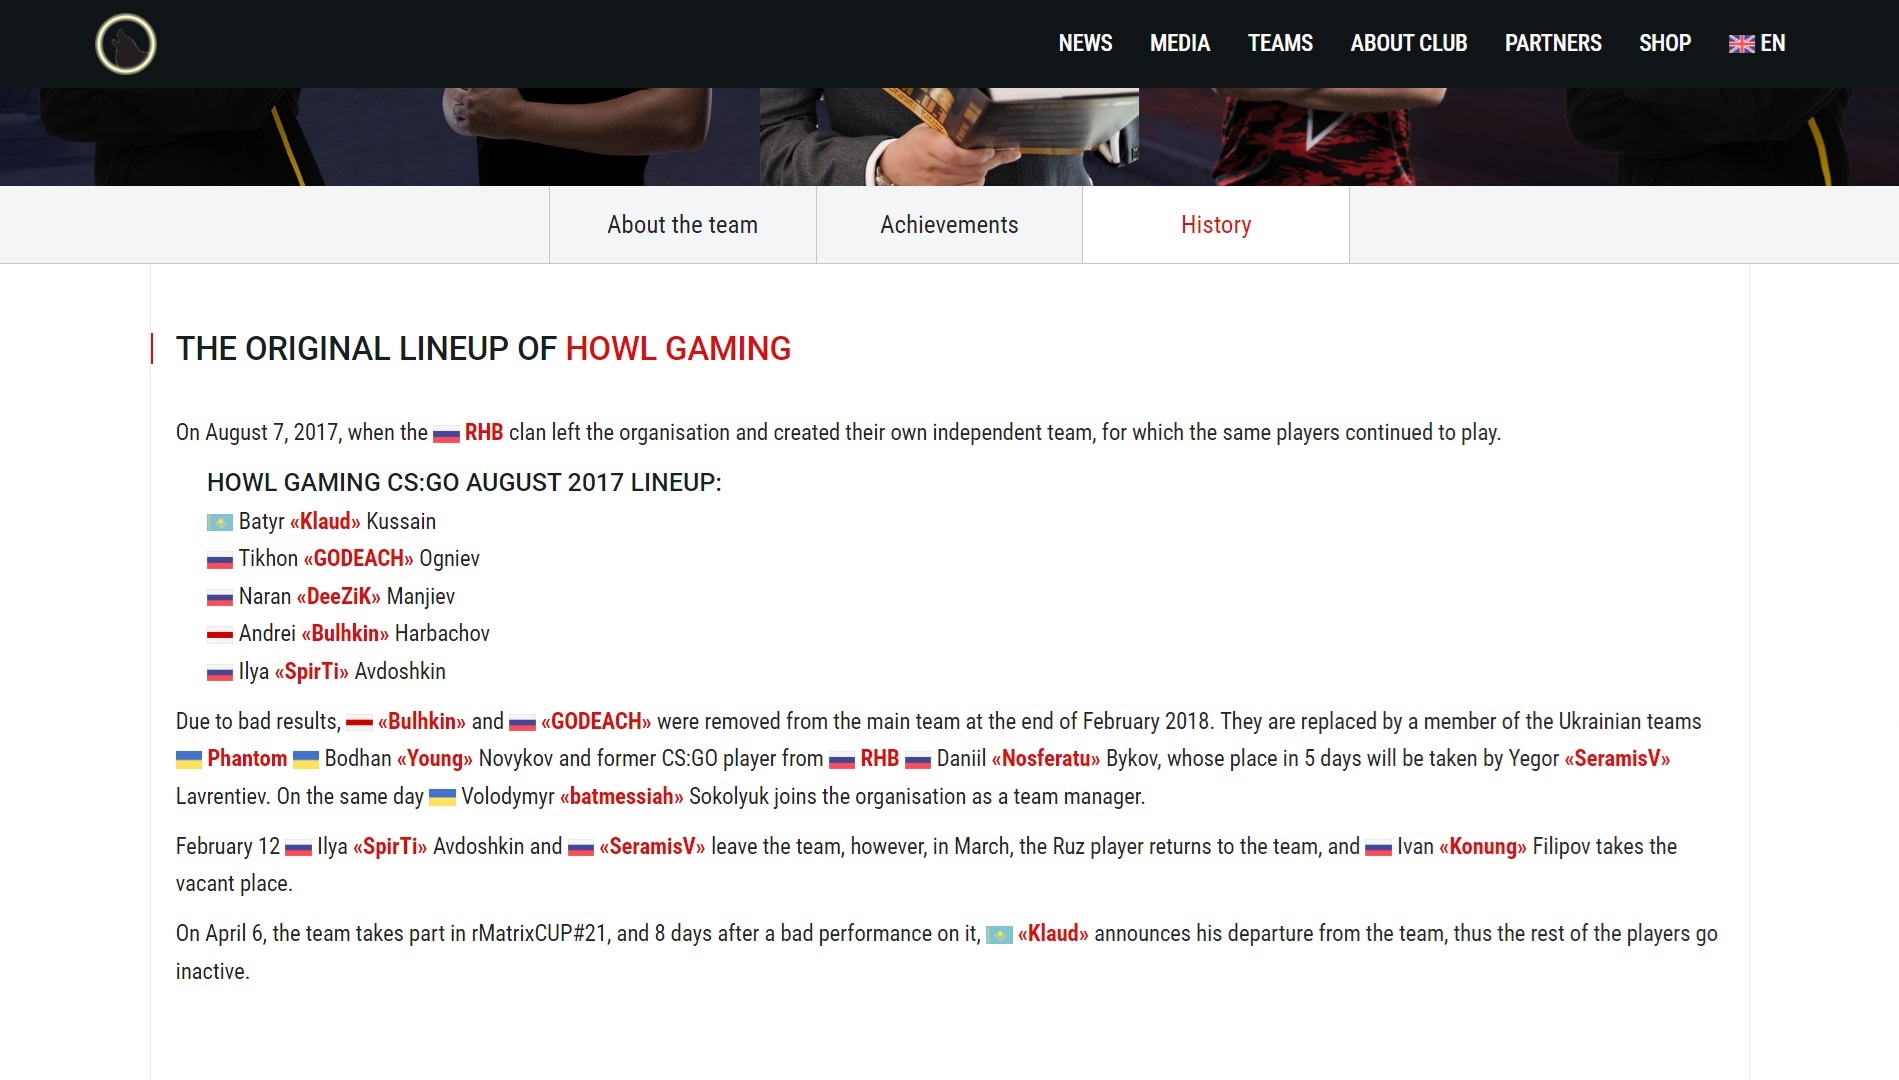 NEWS MEDIA TEAMS ABOUT CLUB PARTNERS SHOP EN
About the team Achievements History
THE ORIGINAL LINEUP OF HOWL GAMING
On August 7, 2017, when the RHB clan left the organisation and created their own independent team, for which the same players continued to play.
HOWL GAMING CS:GO AUGUST 2017 LINEUP:
Batyr «Klaud» Kussain
Tikhon «GODEACH» Ogniev
Naran «DeeZiK» Manjiev
Andrei «Bulhkin» Harbachov
Ilya «SpirTi» Avdoshkin
Due to bad results, «Bulhkin» and «GODEACH» were removed from the main team at the end of February 2018. They are replaced by a member of the Ukrainian teams
Phantom Bodhan «Young» Novykov and former CS:GO player from RHB Daniil «Nosferatu» Bykov, whose place in 5 days will be taken by Yegor «SeramisV»
Lavrentiev. On the same day Volodymyr «batmessiah» Sokolyuk joins the organisation as a team manager.
February 12 Ilya «SpirTi» Avdoshkin and «SeramisV» leave the team, however, in March, the Ruz player returns to the team, and Ivan «Konung» Filipov takes the
vacant place.
On April 6, the team takes part in rMatrixCUP#21, and 8 days after a bad performance on it, «Klaud» announces his departure from the team, thus the rest of the players go
inactive.